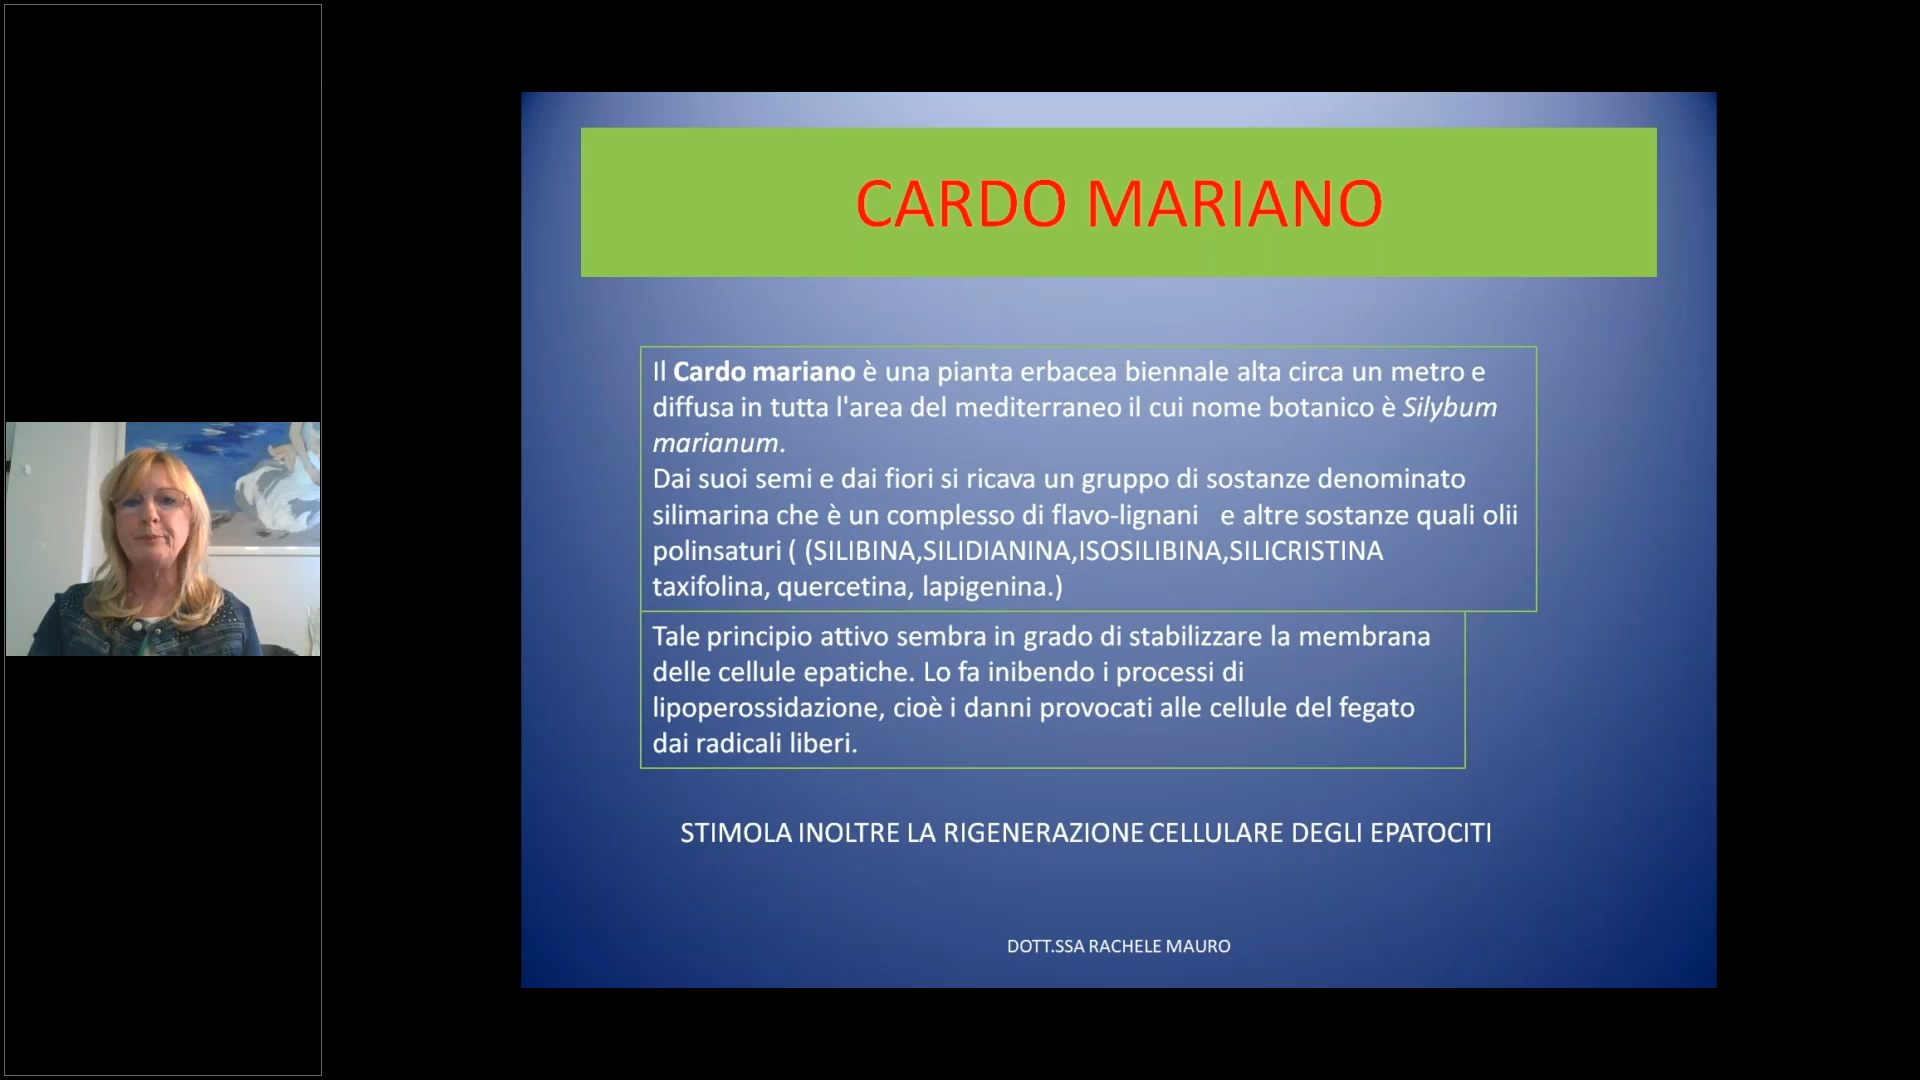 CARDO MARIANO
Il Cardo mariano è una pianta erbacea biennale alta circa un metro e
diffusa in tutta l'area del mediterraneo il cui nome botanico è Silybum
marianum.
Dai suoi semi e dai fiori si ricava un gruppo di sostanze denominato
silimarina che è un complesso di flavo-lignani e altre sostanze quali olii
polinsaturi ( (SILIBINA,SILIDIANINA,ISOSILIBINA,SILICRISTINA
taxifolina, quercetina, lapigenina.)
Tale principio attivo sembra in grado di stabilizzare la membrana
delle cellule epatiche. Lo fa inibendo i processi di
lipoperossidazione, cioè i danni provocati alle cellule del fegato
dai radicali liberi.
STIMOLA INOLTRE LA RIGENERAZIONE CELLULARE DEGLI EPATOCITI
DOTT.SSA RACHELE MAURO